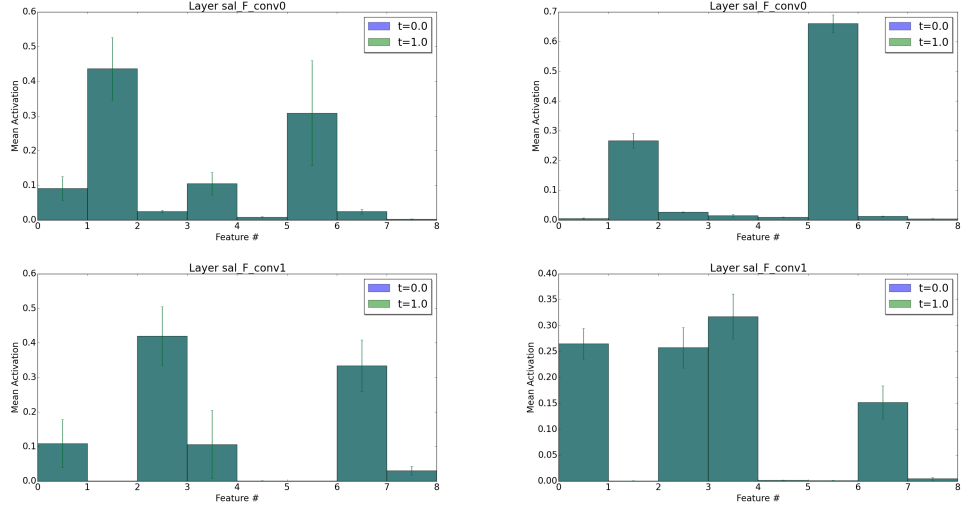 Layer sal_F_conv0
0.6
0.5
0.4
0.3
0.2
0.1
0.0
Mean Activation
t=0.0
t=1.0
0 1 2 3 4 5 6 7 8
Feature #
Layer sal_F_conv0
0.7
0.6
0.5
0.4
0.3
0.2
0.1
0.0
Mean Activation
t=0.0
t=1.0
0 1 2 3 4 5 6 7 8
Feature #
Layer sal_F_conv1
0.6
0.5
0.4
0.3
0.2
0.1
0.0
Mean Activation
t=0.0
t=1.0
0 1 2 3 4 5 6 7 8
Feature #
Layer sal_F_conv1
0.40
0.35
0.30
0.25
0.20
0.15
0.10
0.05
0.00
Mean Activation
t=0.0
t=1.0
0 1 2 3 4 5 6 7 8
Feature #